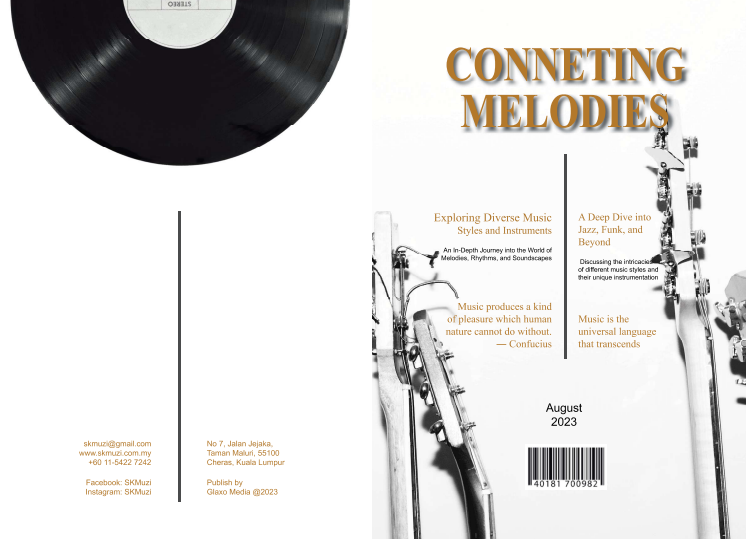 STEREO
skmuzi@gmail.com
www.skmuzi.com.my
+60 11-5422 7242
Facebook: SKMuzi
Instagram: SKMuzi
No 7, Jalan Jejaka,
Taman Maluri, 55100
Cheras, Kuala Lumpur
Publish by
Glaxo Media @2023
CONNETING
MELODIES
Exploring Diverse Music
Styles and Instruments
An In-Depth Journey into the World of
Melodies, Rhythms, and Soundscapes
Music produces a kind
of pleasure which human
nature cannot do without.
— Confucius
A Deep Dive into
Jazz, Funk, and
Beyond
Discussing the intricacies
of different music styles and
their unique instrumentation
Music is the
universal language
that transcends
August
2023
40181 700982